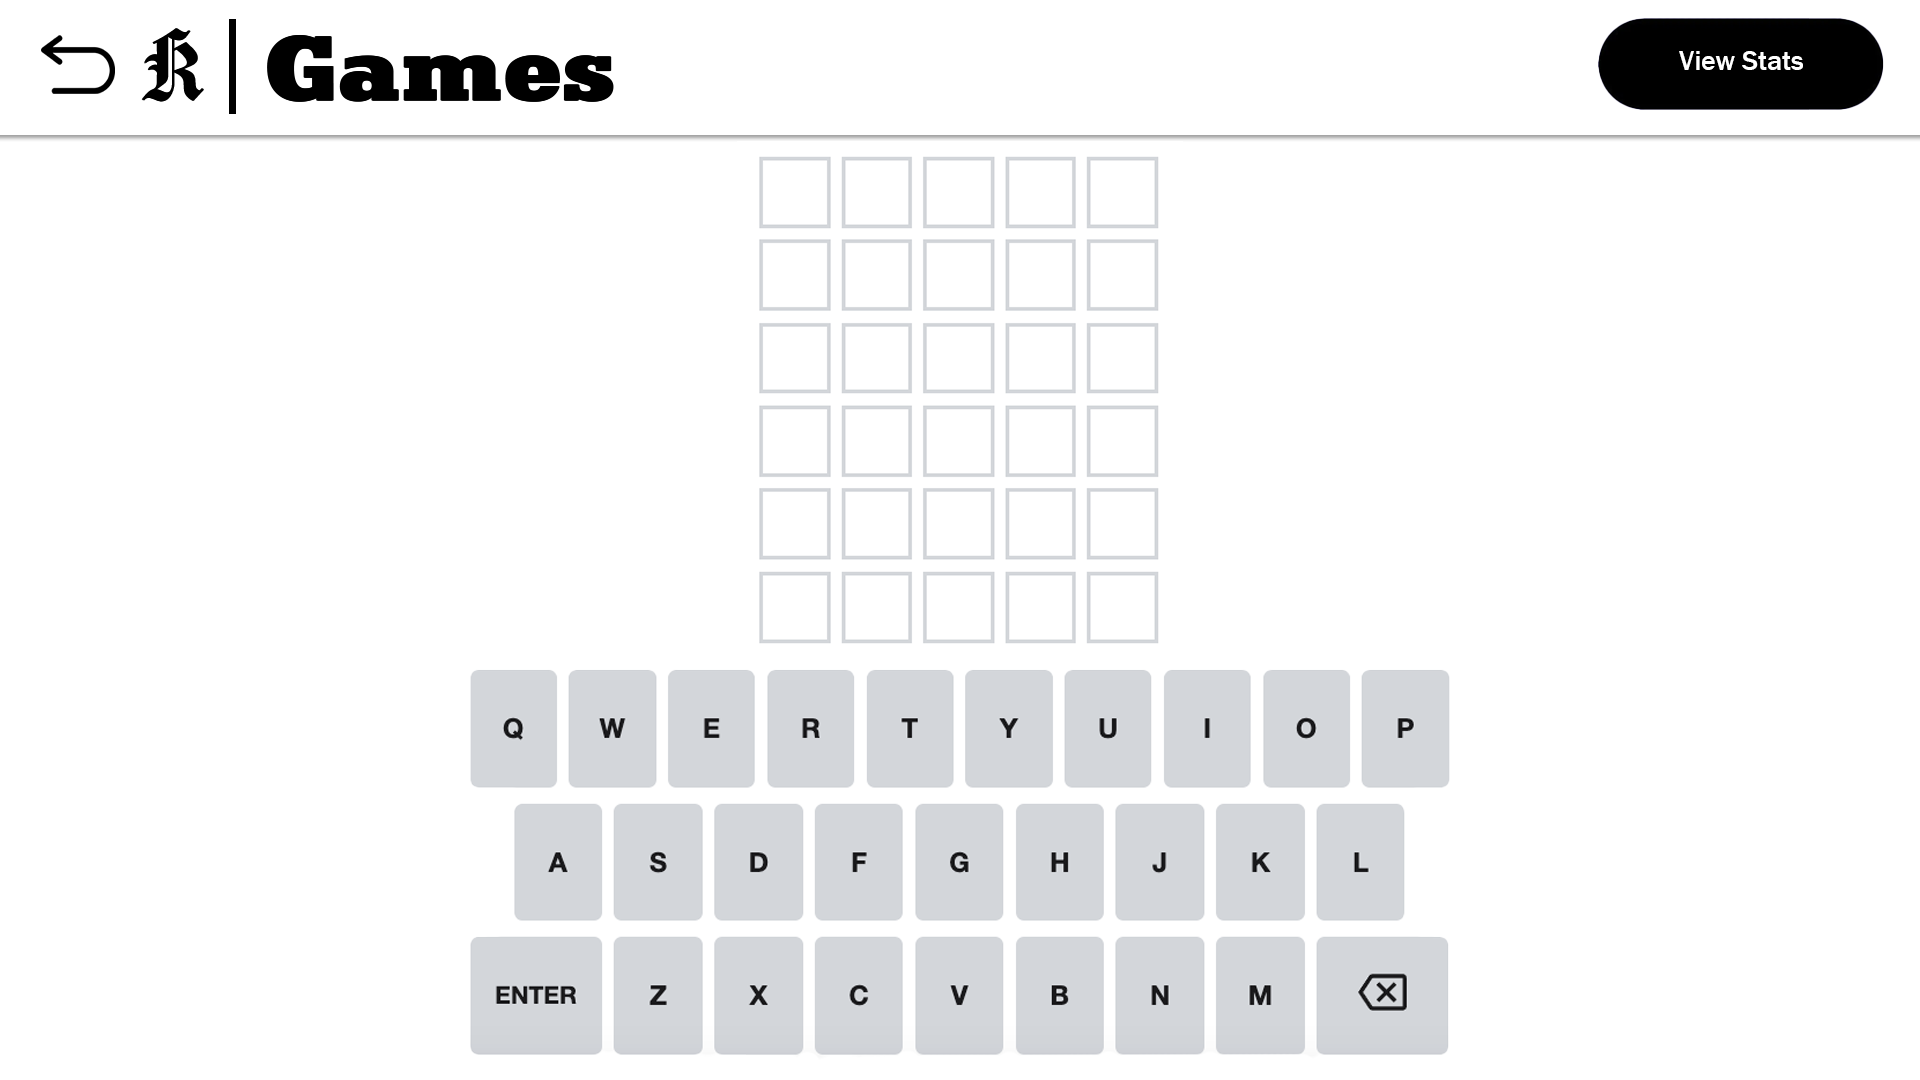 K | Games
View Stats
Q W E R T Y U I O P
A S D F G H J K L
ENTER Z X C V B N M